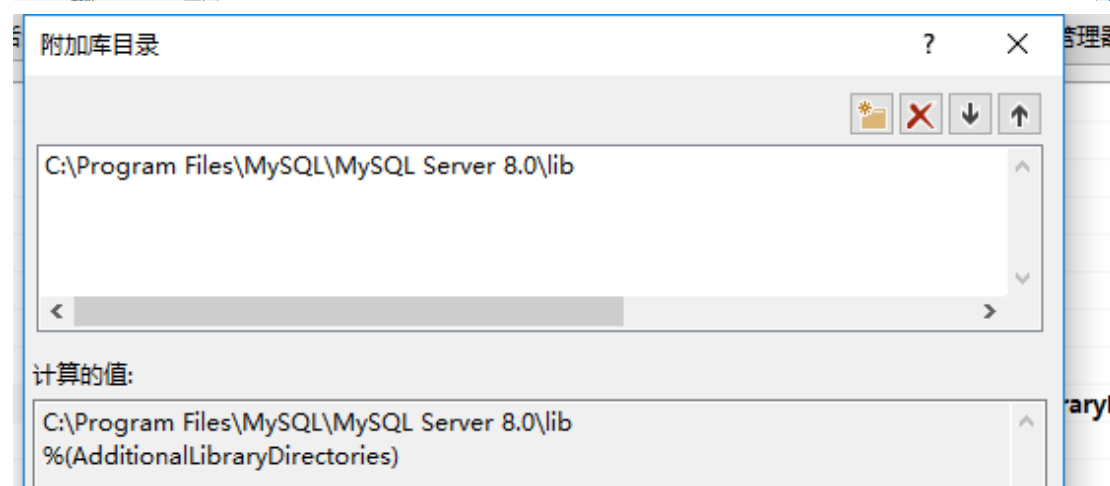 附加库目录
?
C:\Program Files\MySQL\MySQL Server 8.0\lib
计算的值:
C:\Program Files\MySQL\MySQL Server 8.0\lib
%(AdditionalLibraryDirectories)